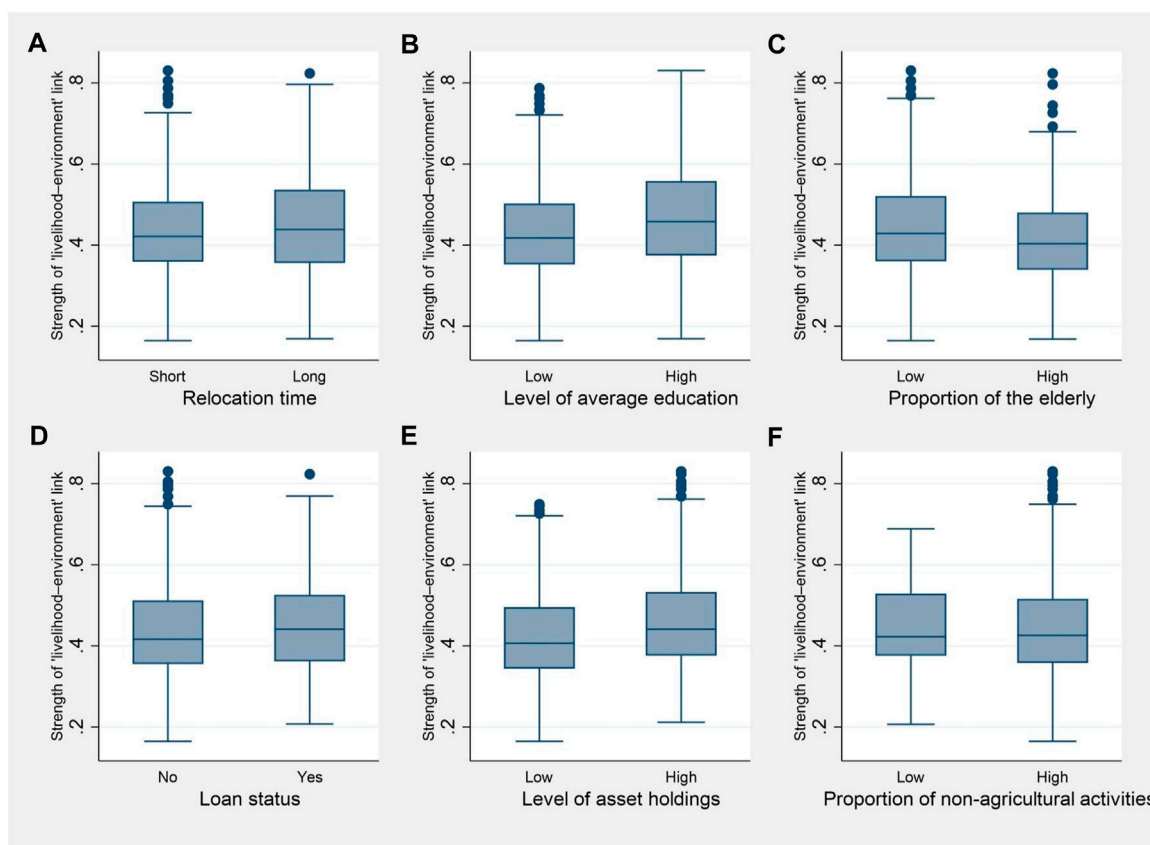 A
Strength of 'livelihood–environment' link
.8
.6
.4
.2
Short
Long
Relocation time
B
Strength of 'livelihood–environment' link
.8
.6
.4
.2
Low
High
Level of average education
C
Strength of 'livelihood–environment' link
.8
.6
.4
.2
Low
High
Proportion of the elderly
D
Strength of 'livelihood–environment' link
.8
.6
.4
.2
No
Yes
Loan status
E
Strength of 'livelihood–environment' link
.8
.6
.4
.2
Low
High
Level of asset holdings
F
Strength of 'livelihood–environment' link
.8
.6
.4
.2
Low
High
Proportion of non-agricultural activities